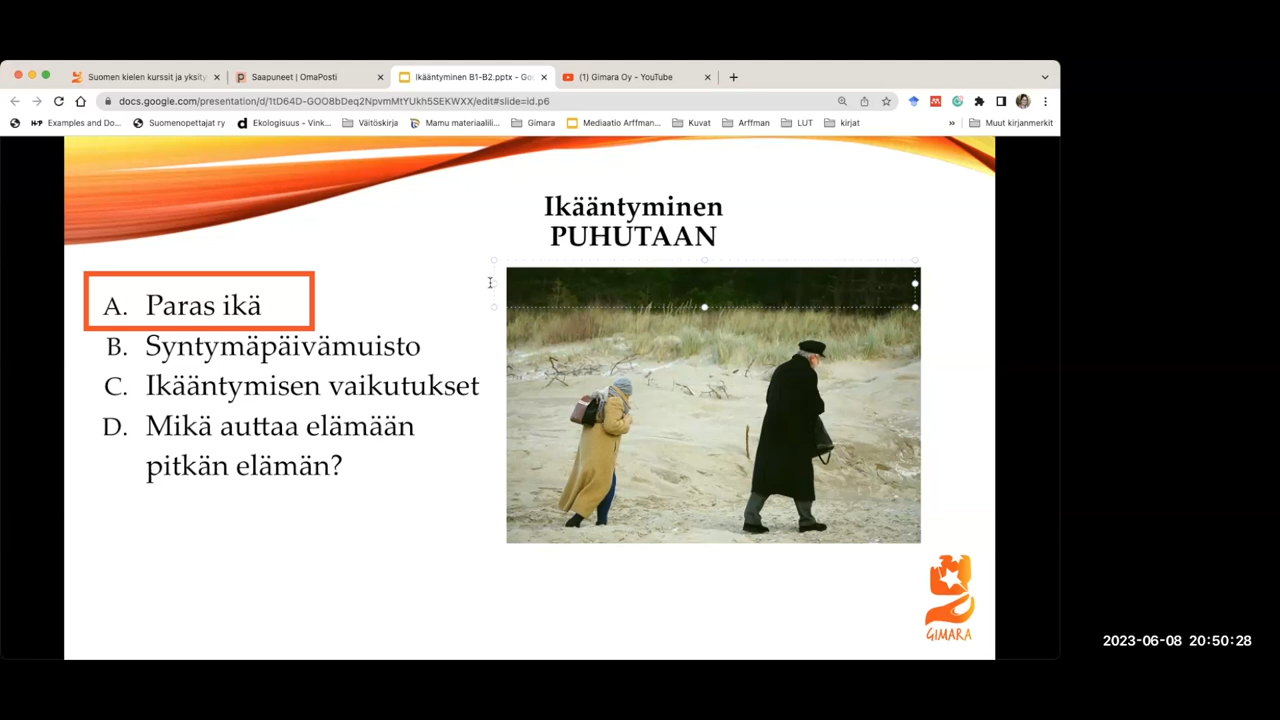 Suomen kielen kurssit ja yksity
Saapuneet | OmaPosti
Ikääntyminen B1-B2.pptx - Goo
(1) Gimara Oy - YouTube
docs.google.com/presentation/d/1tD64D-GOO8bDeq2NpvmMtYUkh5SEKWXX/edit#slide=id.p6
Examples and Do...
Suomenopettajat ry
Ekologisuus - Vink...
Väitöskirja
Mamu materiaalili...
Gimara
Mediaatio Arffman...
Kuvat
Arffman
LUT
kirjat
»
Muut kirjanmerkit
Ikääntyminen
PUHUTAAN
A. Paras ikä
B. Syntymäpäivämuisto
C. Ikääntymisen vaikutukset
D. Mikä auttaa elämään
pitkän elämän?
GIMARA
2023-06-08 20:50:28